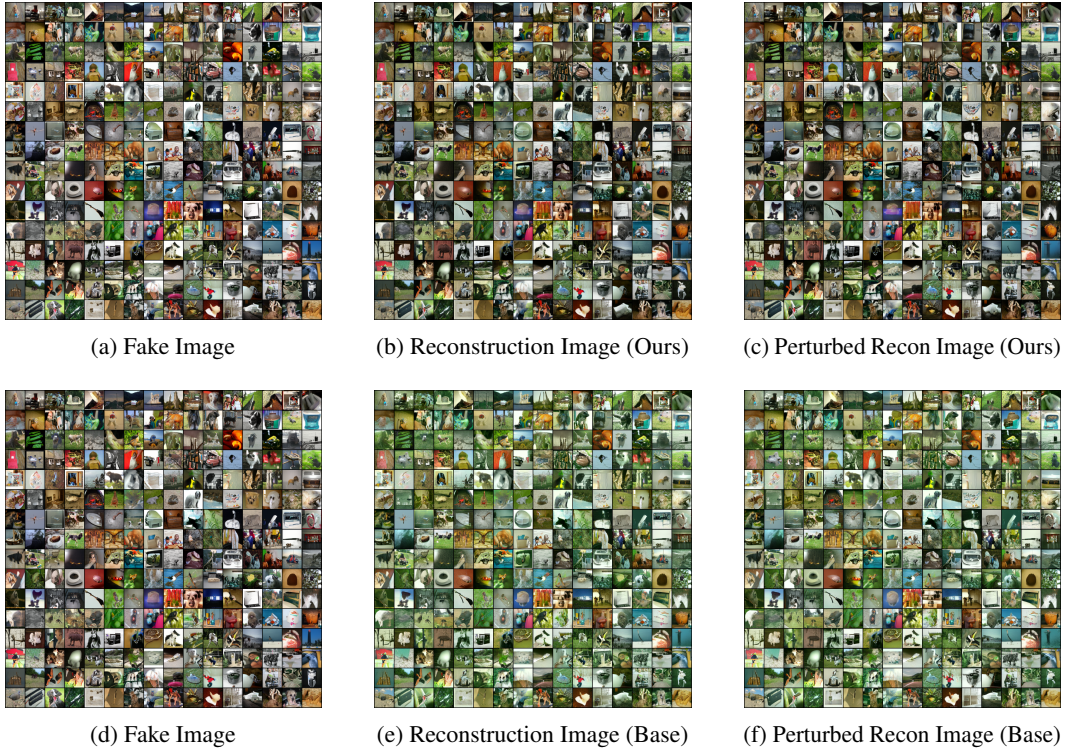 (a) Fake Image
(b) Reconstruction Image (Ours)
(c) Perturbed Recon Image (Ours)
(d) Fake Image
(e) Reconstruction Image (Base)
(f) Perturbed Recon Image (Base)